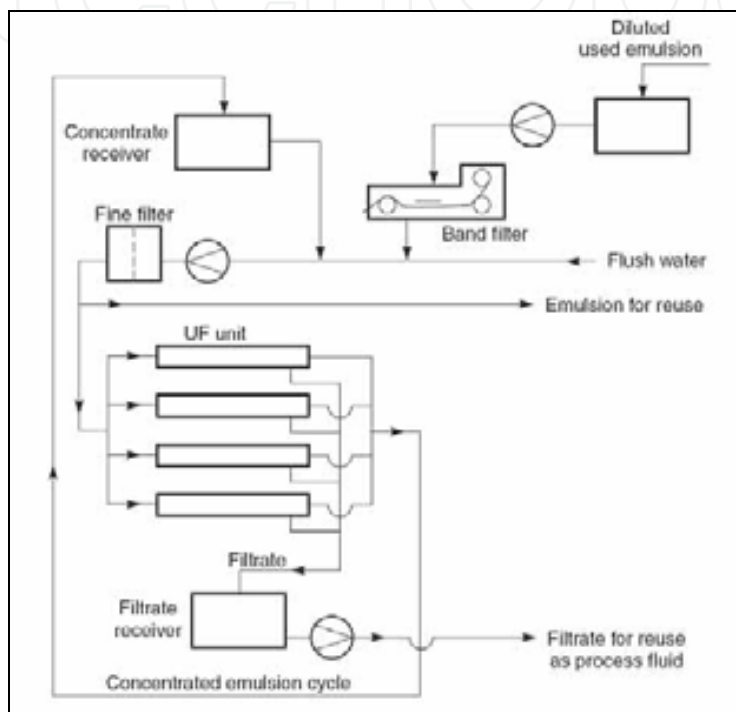 Diluted
used emulsion
Concentrate
receiver
Fine filter
Band filter
Flush water
Emulsion for reuse
UF unit
Filtrate
Filtrate
receiver
Filtrate for reuse
as process fluid
Concentrated emulsion cycle